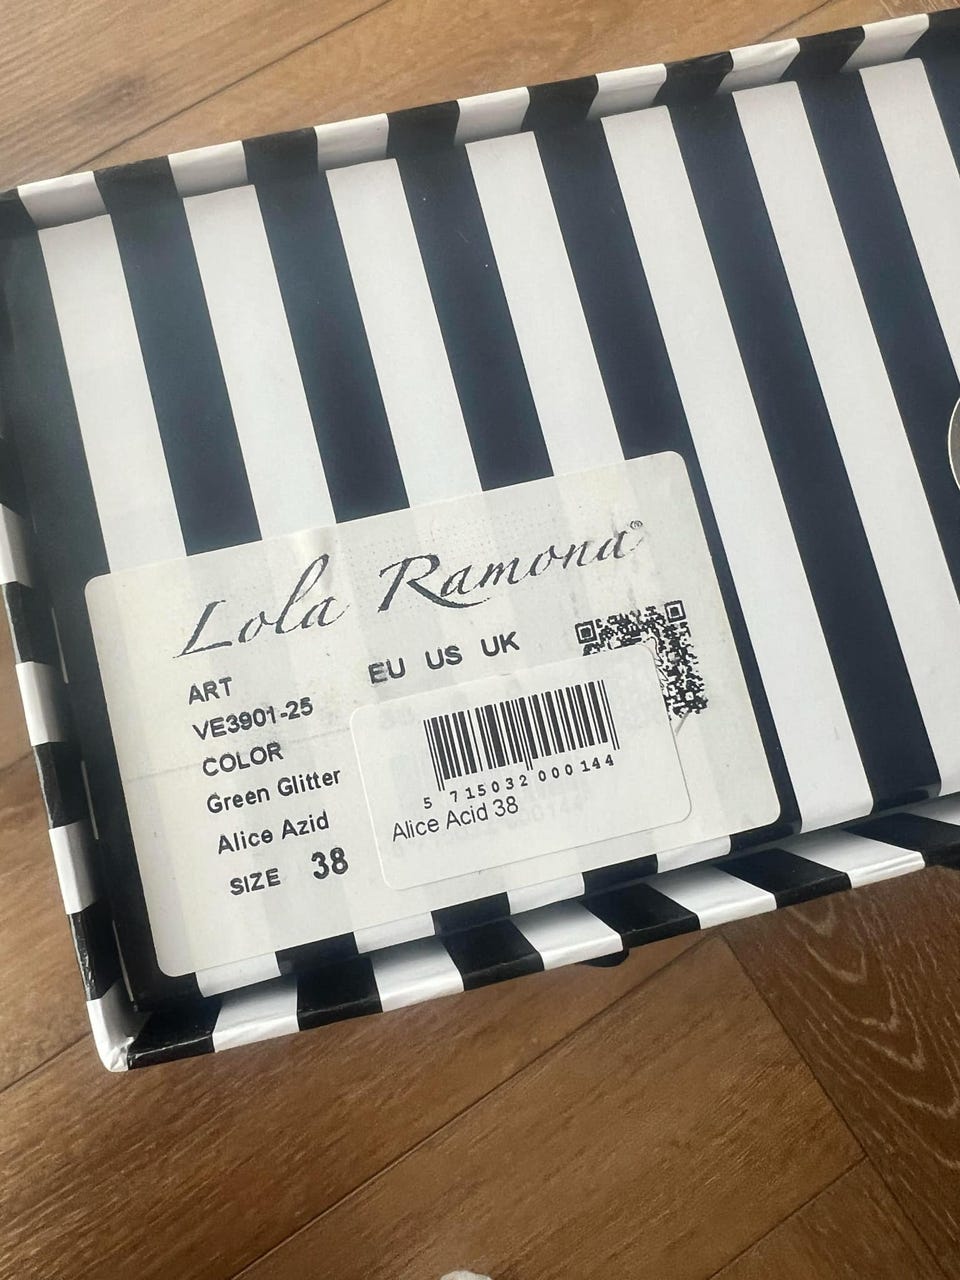 Lola Ramona®
ART
EU US UK
VE3901-25
COLOR
Green Glitter
Alice Azid
SIZE 38
5 715032 000144
Alice Acid 38